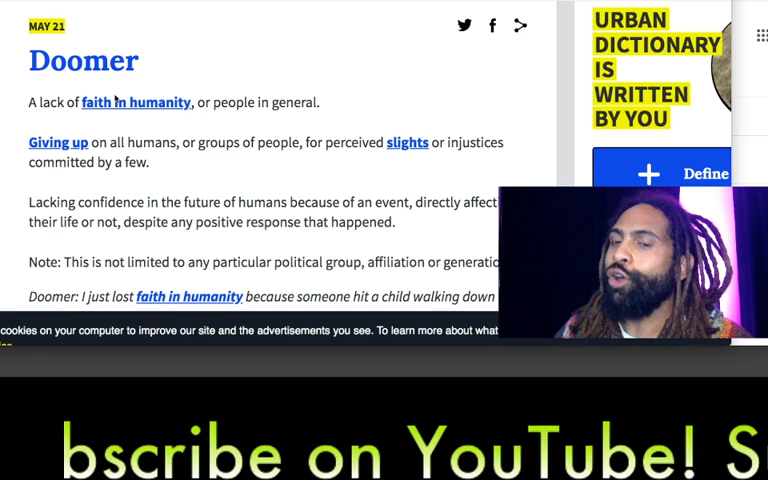 MAY 21
Doomer
A lack of faith in humanity, or people in general.
Giving up on all humans, or groups of people, for perceived slights or injustices
committed by a few.
Lacking confidence in the future of humans because of an event, directly affecti
their life or not, despite any positive response that happened.
Note: This is not limited to any particular political group, affiliation or generatio
Doomer: I just lost faith in humanity because someone hit a child walking down
cookies on your computer to improve our site and the advertisements you see. To learn more about what
URBAN
DICTIONARY
IS
WRITTEN
BY YOU
Define
bscribe on YouTube! S